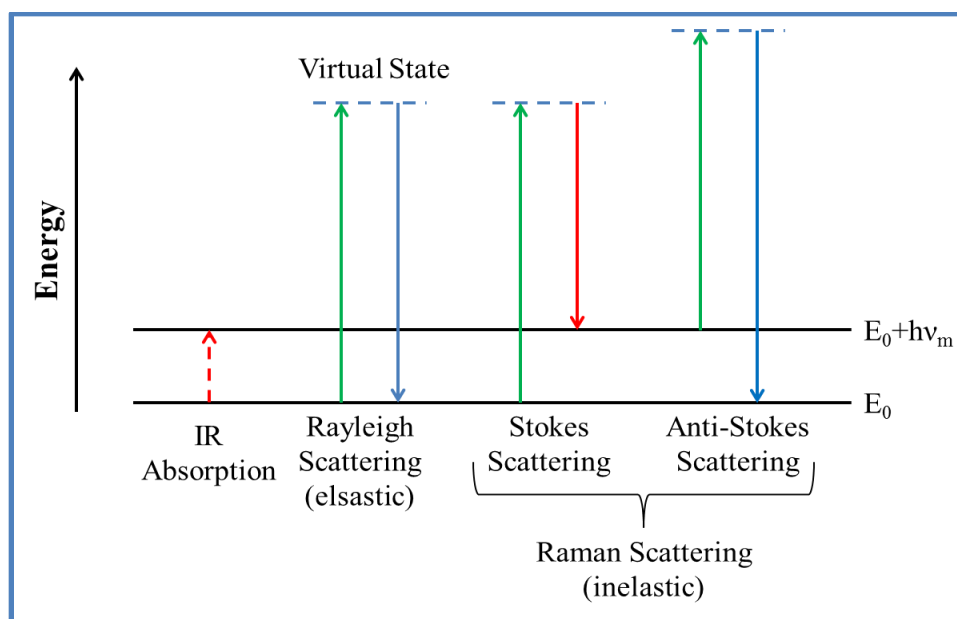 Virtual State
Energy
E₀+hνₘ
E₀
IR
Absorption
Rayleigh
Scattering
(elsastic)
Stokes
Scattering
Anti-Stokes
Scattering
Raman Scattering
(inelastic)